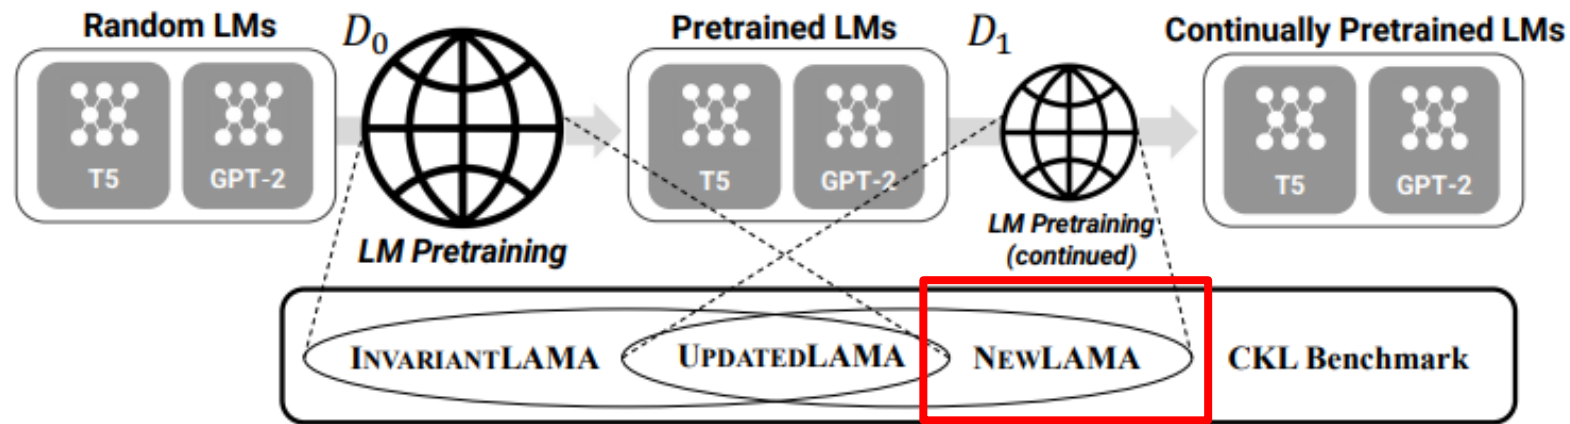 Random LMs
D0
Pretrained LMs
D1
Continually Pretrained LMs
T5
GPT-2
T5
GPT-2
T5
GPT-2
LM Pretraining
LM Pretraining
(continued)
INVARIANTLAMA
UPDATEDLAMA
NEWLAMA
CKL Benchmark